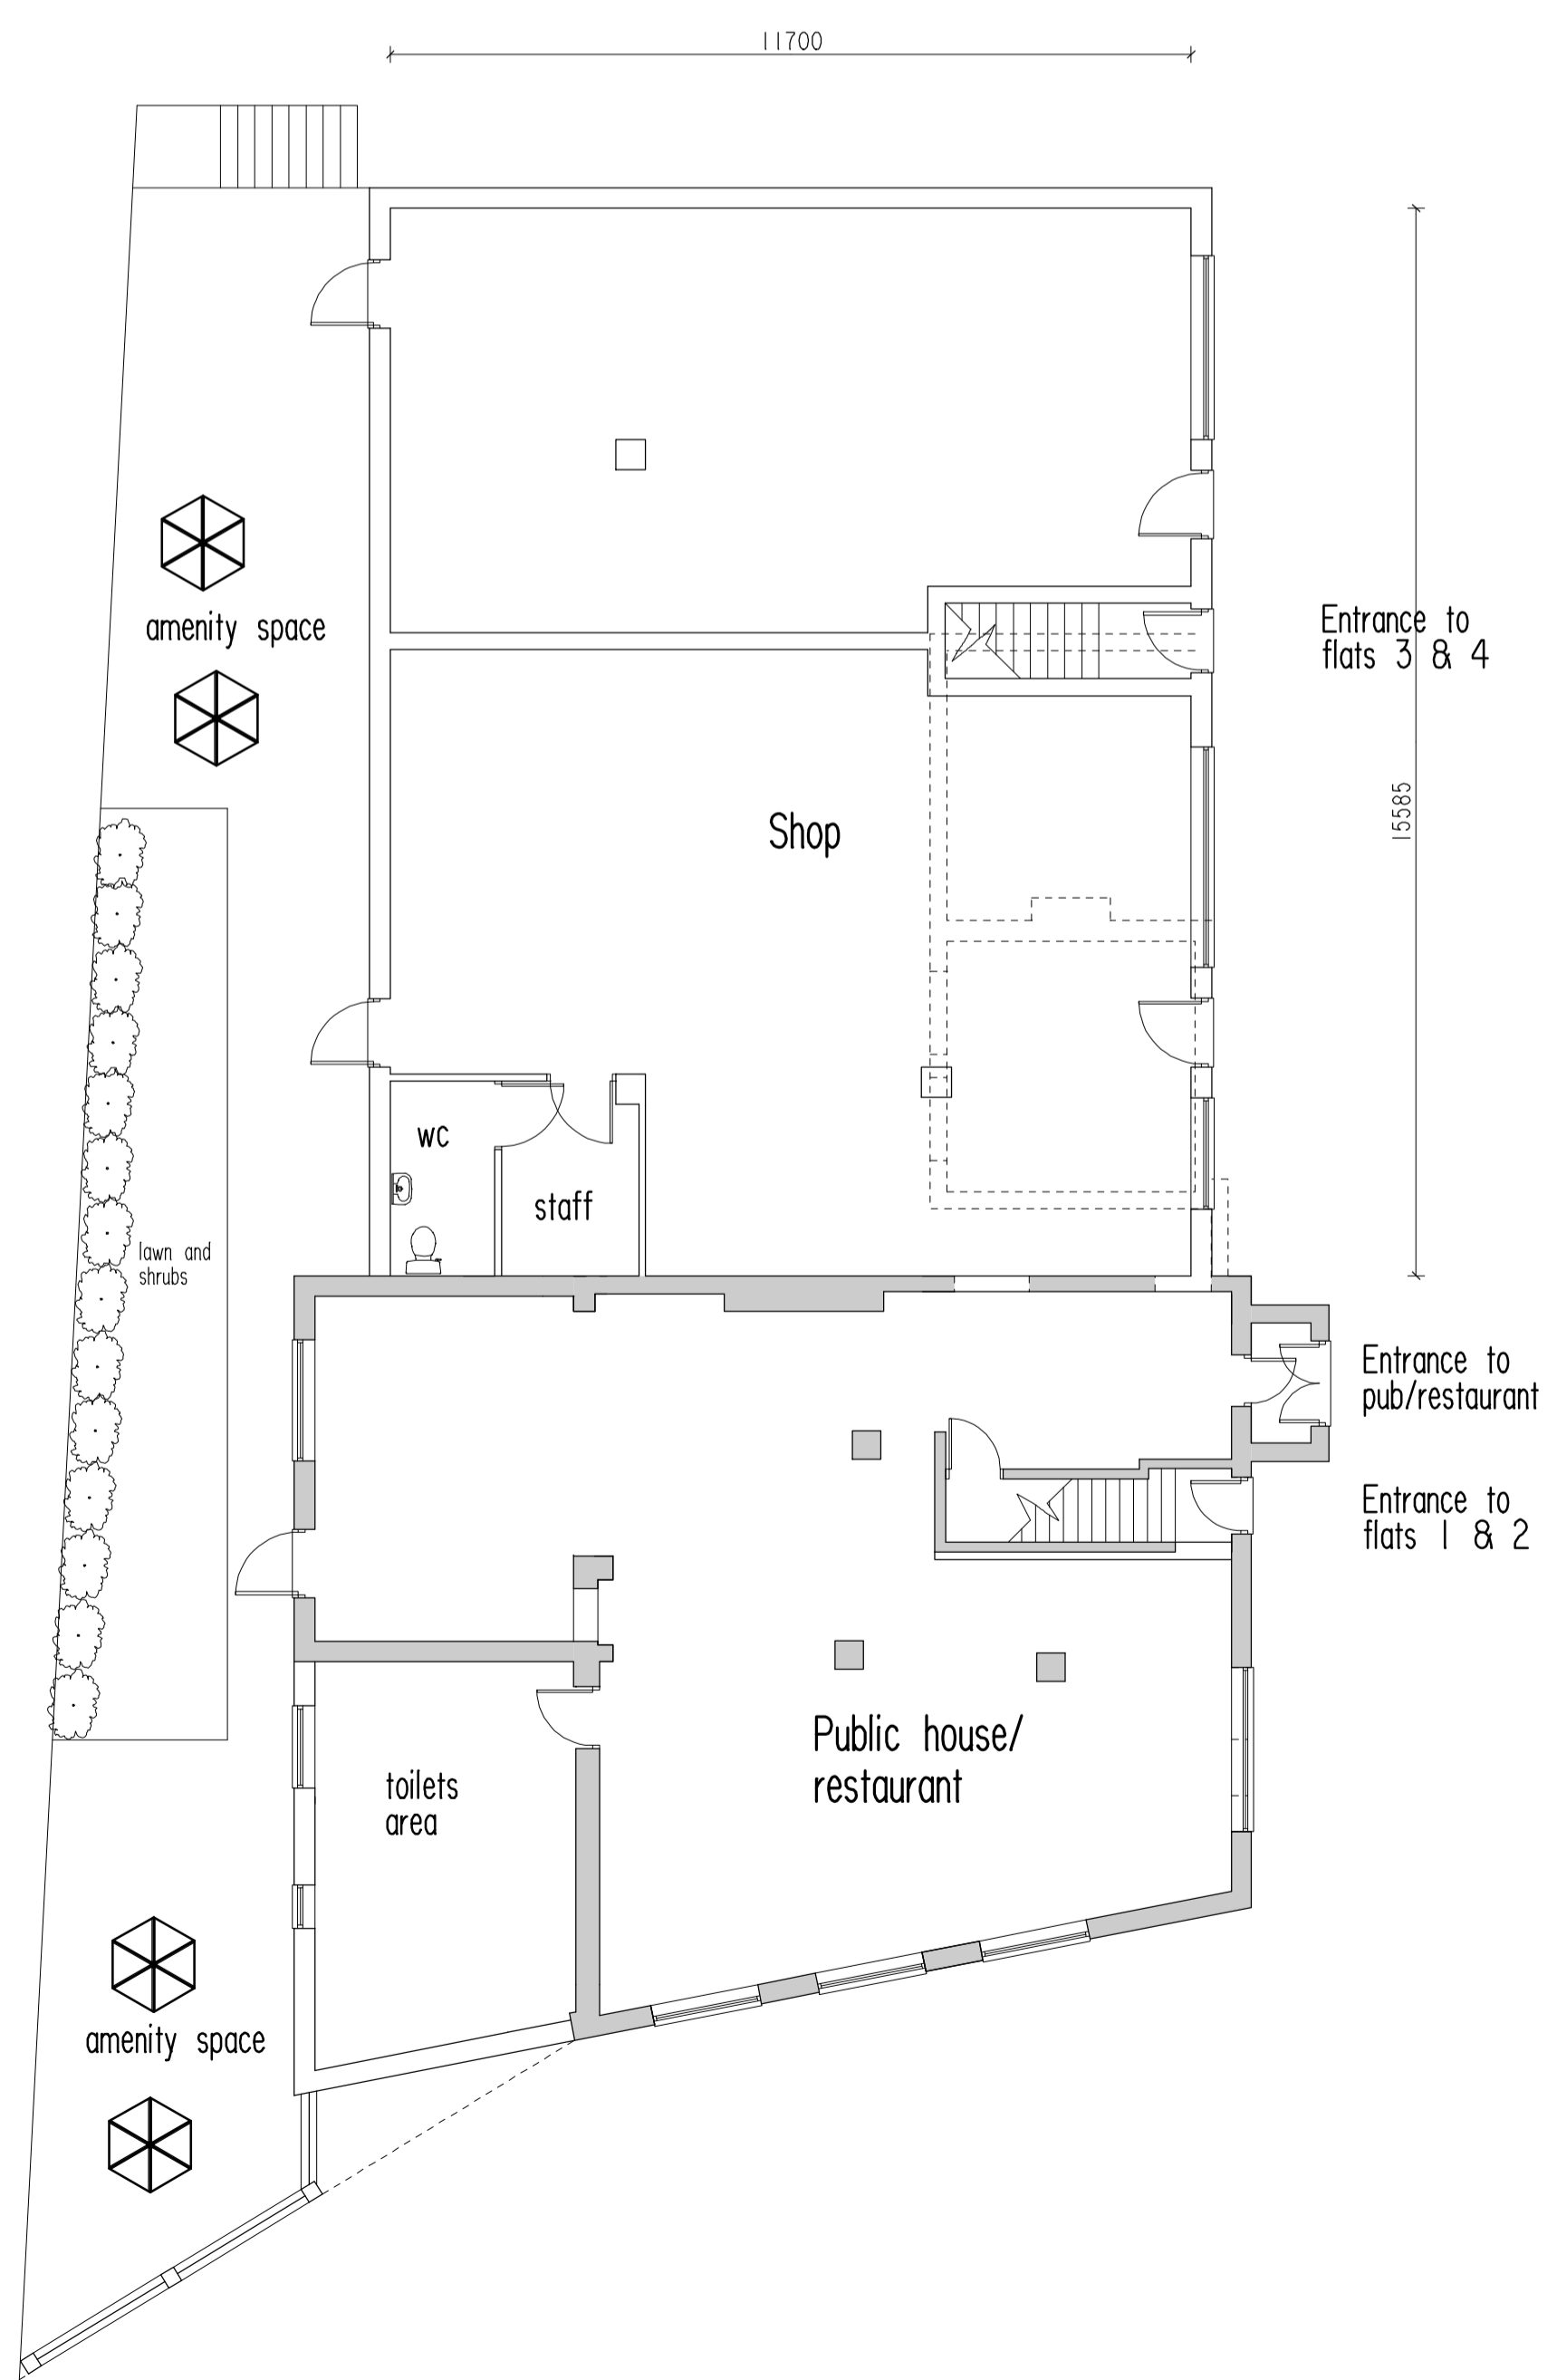 11700
amenity space
Entrance to
flats 3 & 4
15585
Shop
wc
staff
lawn and
shrubs
Entrance to
pub/restaurant
Entrance to
flats 1 & 2
Public house/
restaurant
toilets
area
amenity space